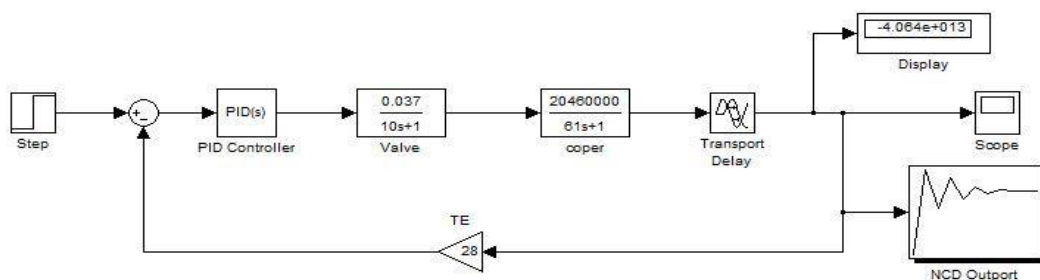 -4.064e+013
Display
Step
+
−
PID(s)
PID Controller
0.037
10s+1
Valve
20460000
61s+1
coper
Transport
Delay
Scope
TE
28
NCD Outport